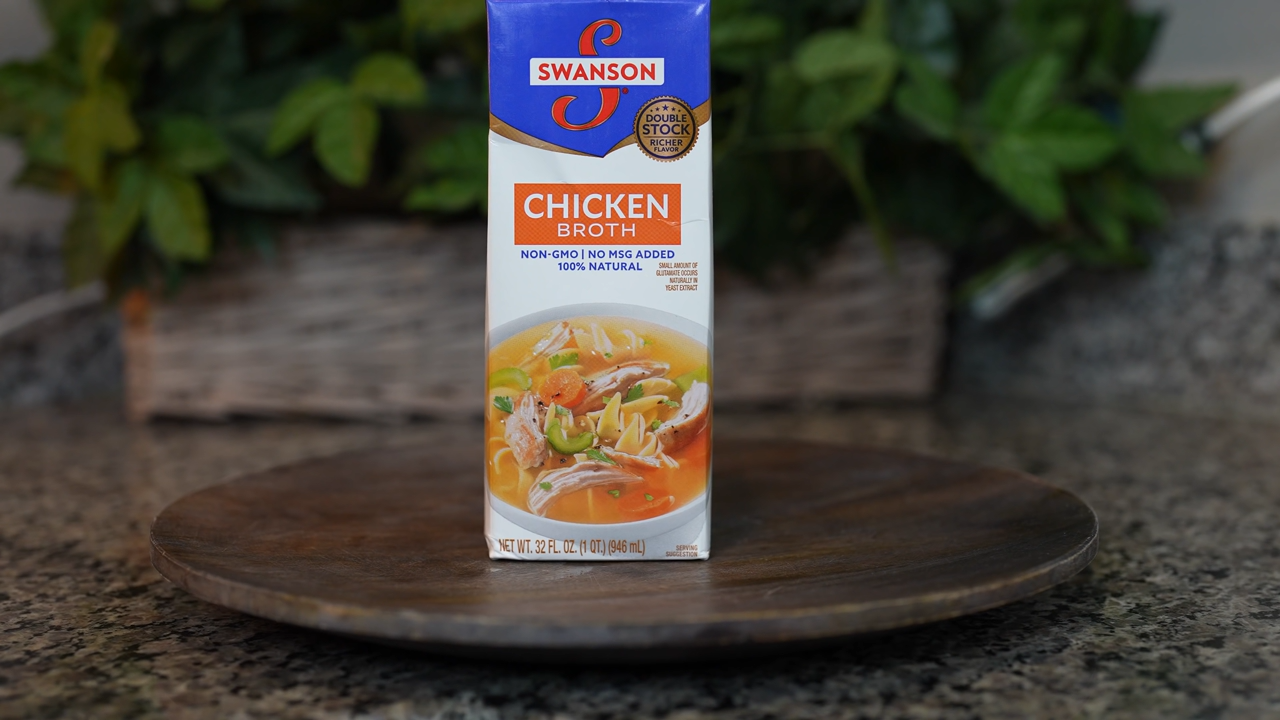 SWANSON
DOUBLE
STOCK
RICHER
FLAVOR
CHICKEN
BROTH
NON-GMO | NO MSG ADDED
100% NATURAL
SMALL AMOUNT OF
GLUTAMATE OCCURS
NATURALLY IN
YEAST EXTRACT
NET WT. 32 FL. OZ. (1 QT.) (946 mL)
SERVING
SUGGESTION